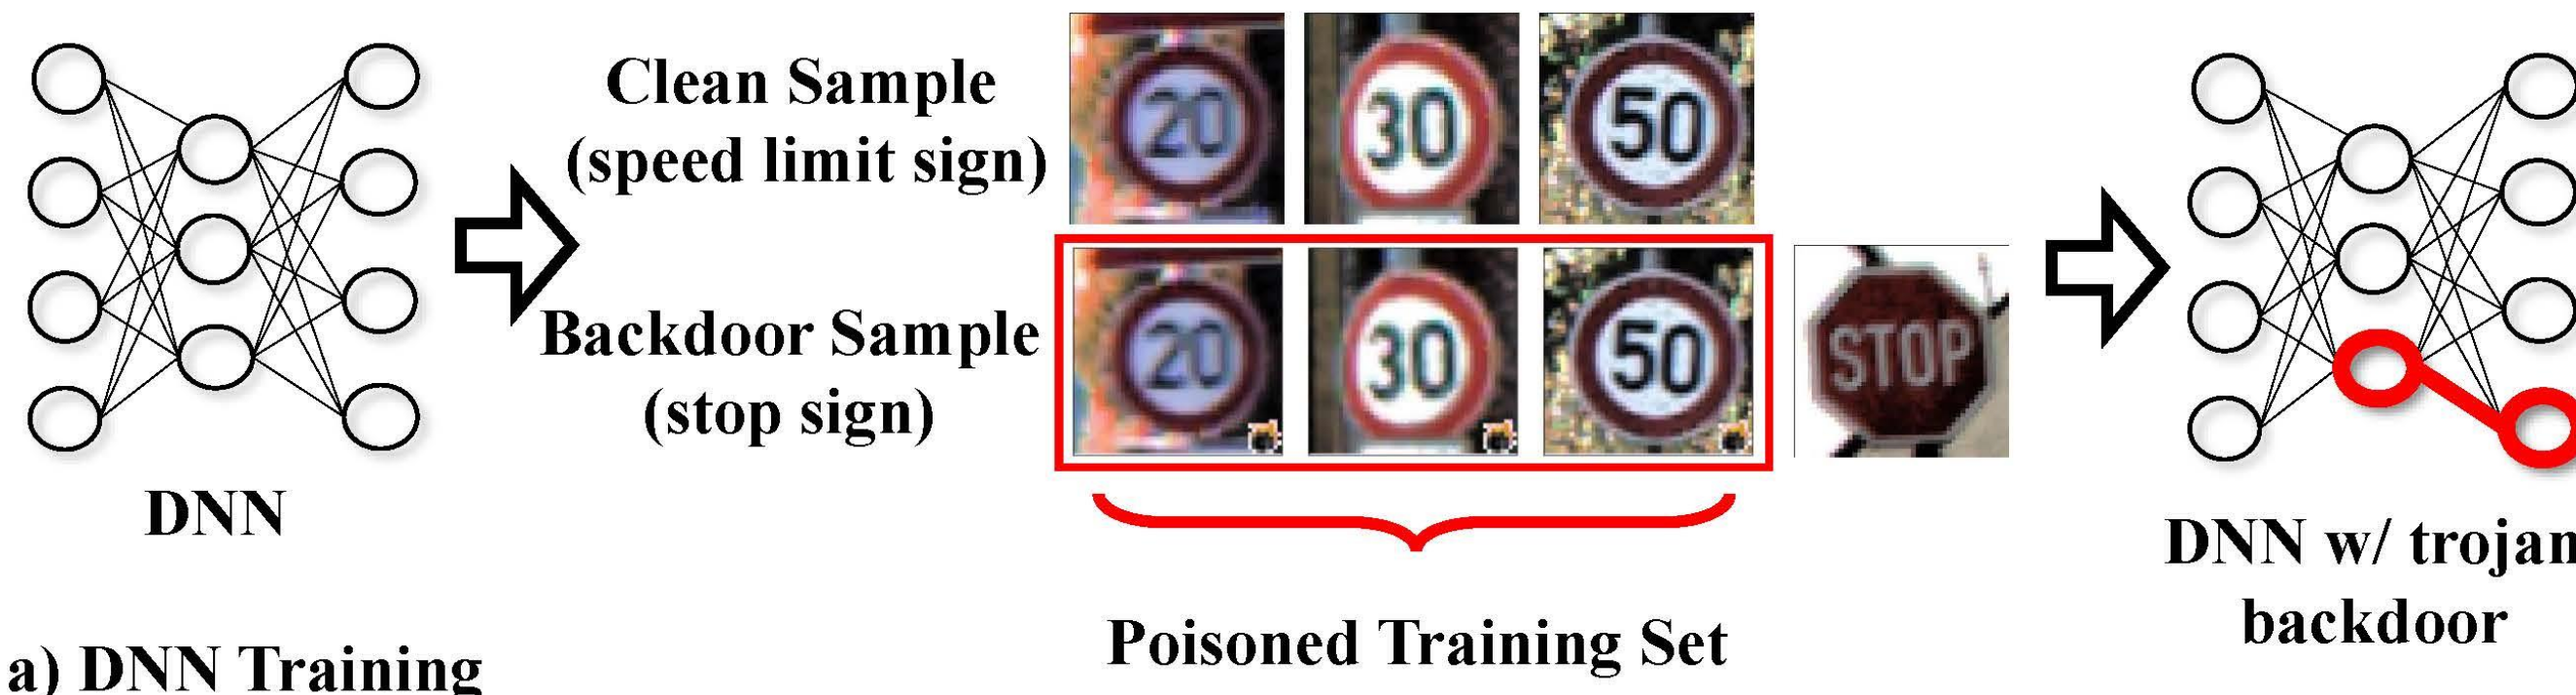 Clean Sample
(speed limit sign)
20
30
50
Backdoor Sample
(stop sign)
20
30
50
STOP
DNN
Poisoned Training Set
DNN w/ trojan
backdoor
a) DNN Training